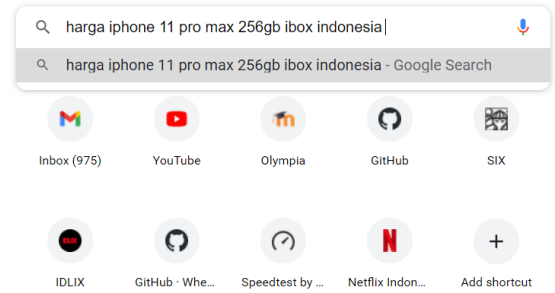 harga iphone 11 pro max 256gb ibox indonesia
harga iphone 11 pro max 256gb ibox indonesia - Google Search
Inbox (975)
YouTube
Olympia
GitHub
SIX
IDLIX
IDLIX
GitHub · Whe...
Speedtest by ...
Netflix Indon...
Add shortcut